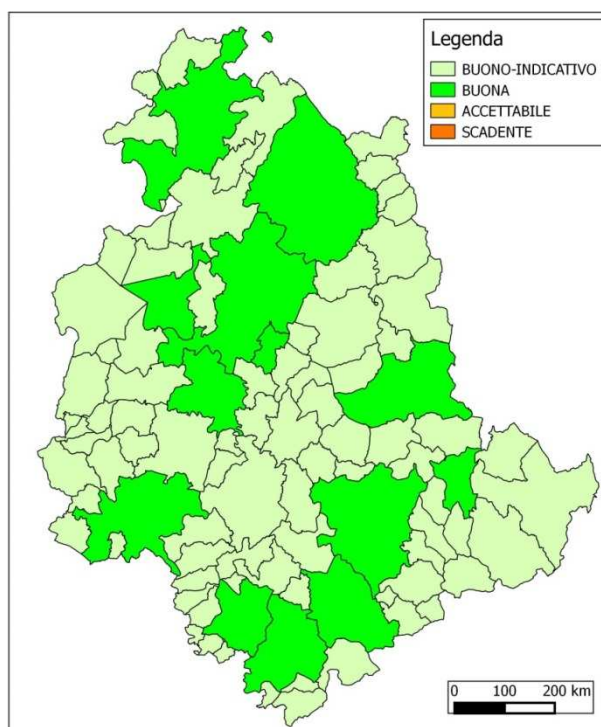 Legenda
BUONO-INDICATIVO
BUONA
ACCETTABILE
SCADENTE
0 100 200 km